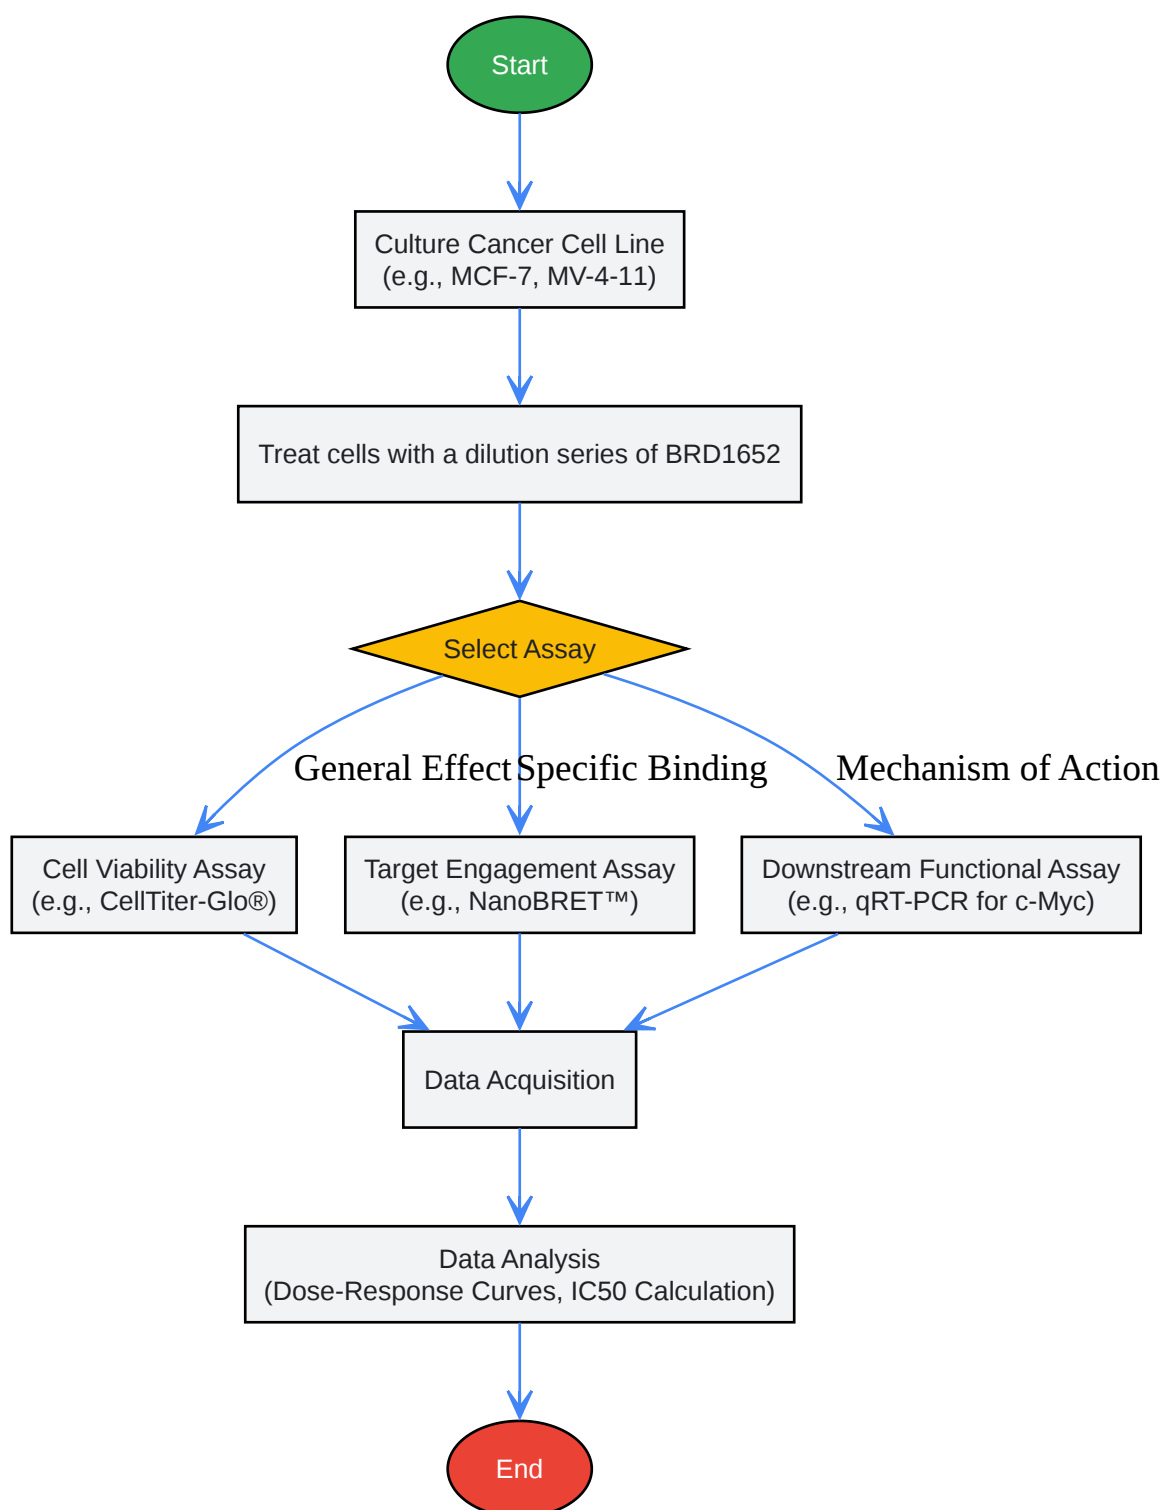 Start
Culture Cancer Cell Line
(e.g., MCF-7, MV-4-11)
Treat cells with a dilution series of BRD1652
Select Assay
General Effect
Specific Binding
Mechanism of Action
Cell Viability Assay
(e.g., CellTiter-Glo®)
Target Engagement Assay
(e.g., NanoBRET™)
Downstream Functional Assay
(e.g., qRT-PCR for c-Myc)
Data Acquisition
Data Analysis
(Dose-Response Curves, IC50 Calculation)
End